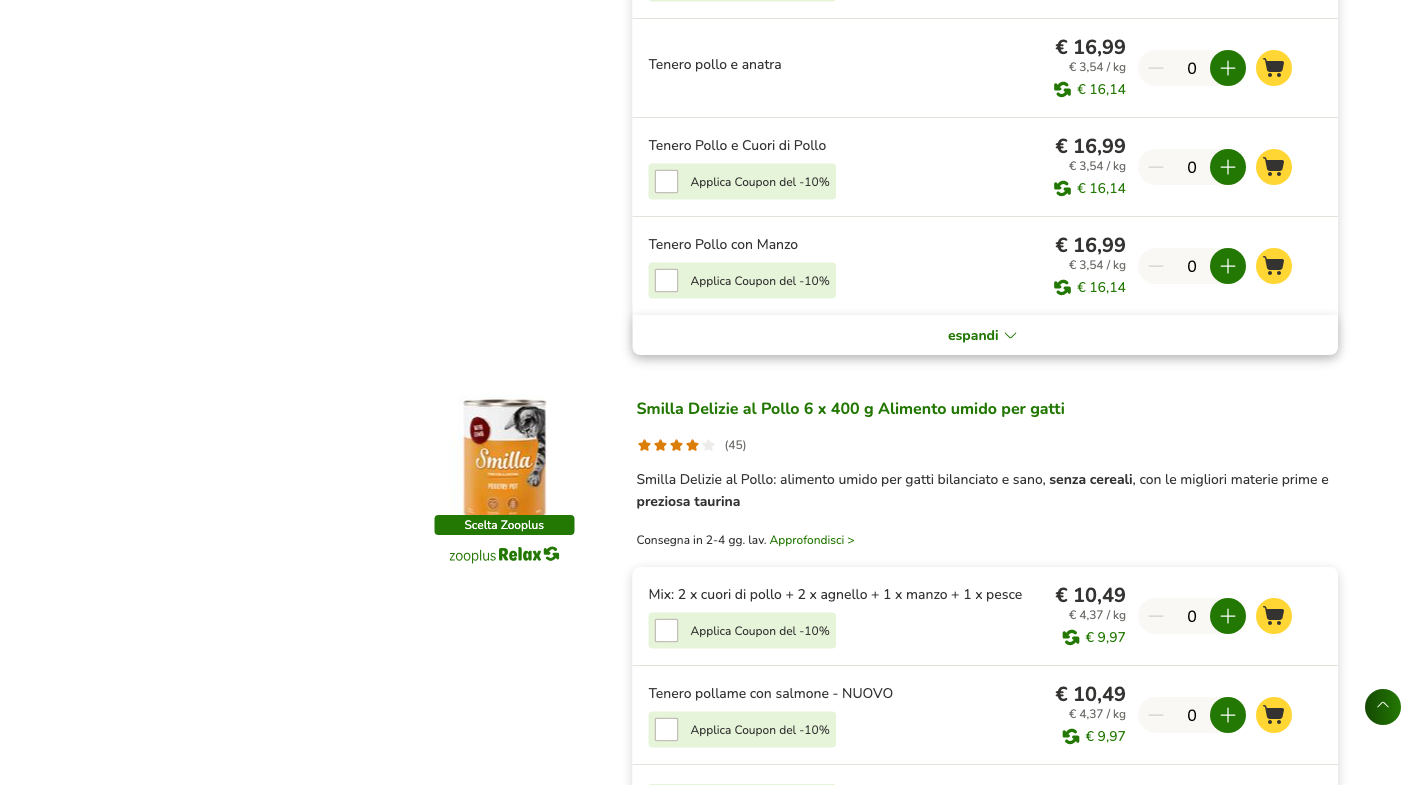 Tenero pollo e anatra
€ 16,99
€ 3,54 / kg
€ 16,14
0
Tenero Pollo e Cuori di Pollo
Applica Coupon del -10%
€ 16,99
€ 3,54 / kg
€ 16,14
0
Tenero Pollo con Manzo
Applica Coupon del -10%
€ 16,99
€ 3,54 / kg
€ 16,14
0
espandi
Smilla
POULTRY POT
Scelta Zooplus
zooplus Relax
Smilla Delizie al Pollo 6 x 400 g Alimento umido per gatti
(45)
Smilla Delizie al Pollo: alimento umido per gatti bilanciato e sano, senza cereali, con le migliori materie prime e
preziosa taurina
Consegna in 2-4 gg. lav. Approfondisci >
Mix: 2 x cuori di pollo + 2 x agnello + 1 x manzo + 1 x pesce
Applica Coupon del -10%
€ 10,49
€ 4,37 / kg
€ 9,97
0
Tenero pollame con salmone - NUOVO
Applica Coupon del -10%
€ 10,49
€ 4,37 / kg
€ 9,97
0